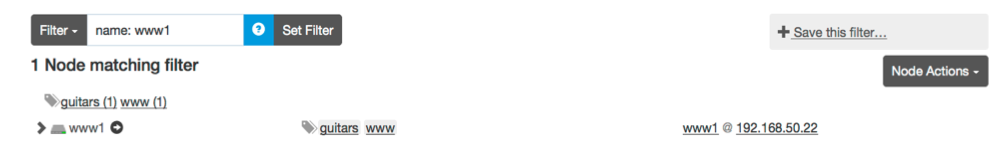 Filter name: www1 ? Set Filter
+ Save this filter…
1 Node matching filter
Node Actions
guitars (1) www (1)
www1 guitars www www1 @ 192.168.50.22